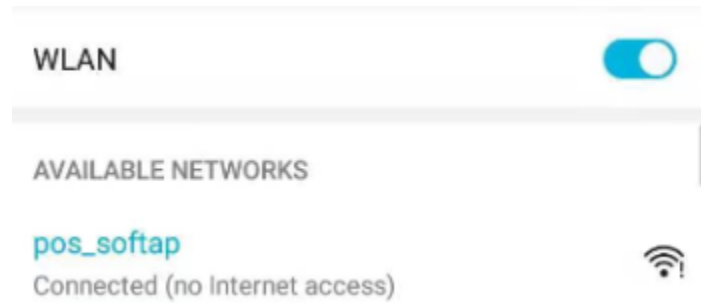 WLAN
AVAILABLE NETWORKS
pos_softap
Connected (no Internet access)